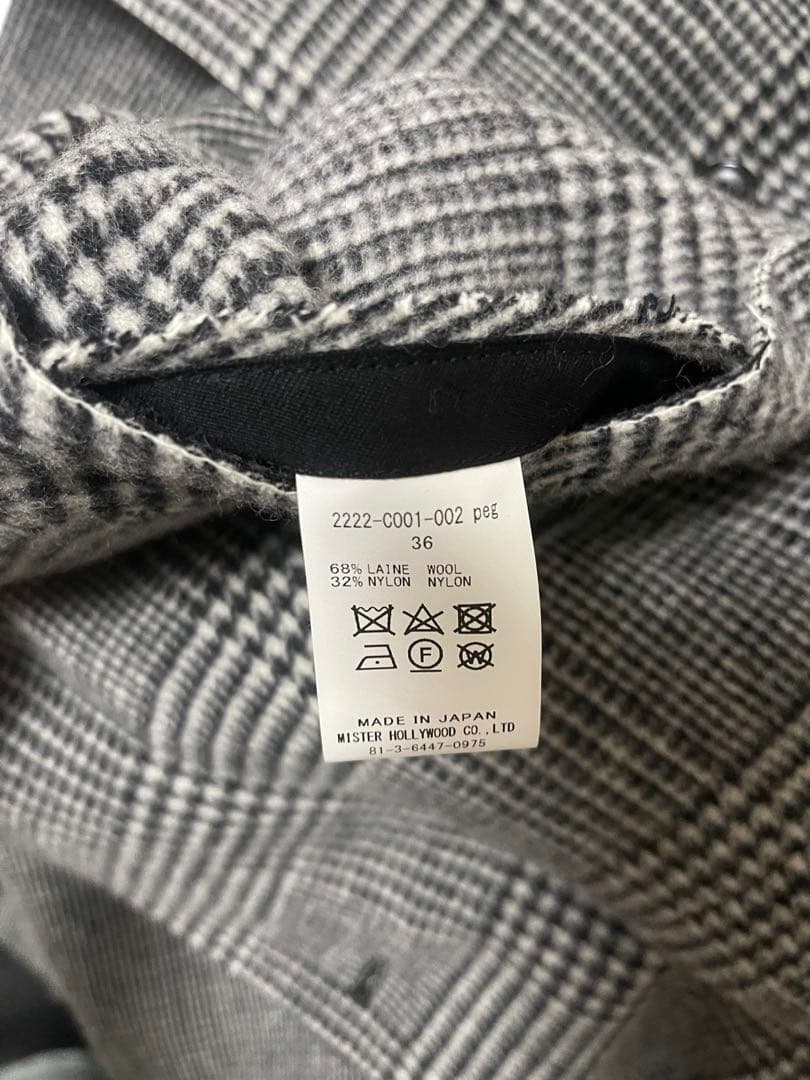 2222-C001-002 peg
36
68% LAINE WOOL
32% NYLON NYLON
F W
MADE IN JAPAN
MISTER HOLLYWOOD CO.,LTD
81-3-6447-0975